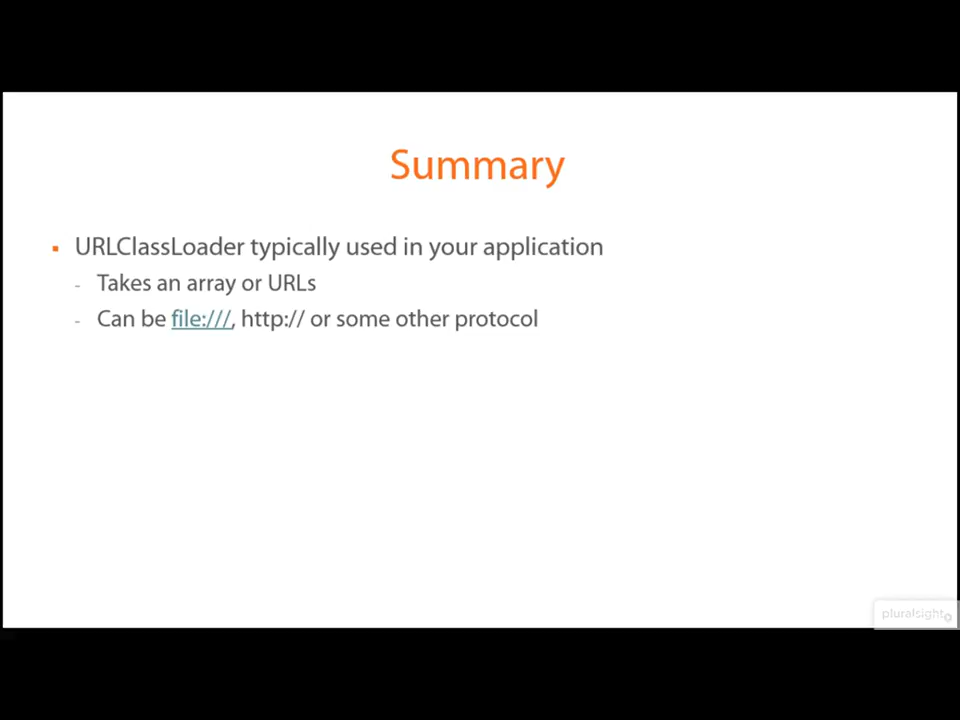 Summary
URLClassLoader typically used in your application
- Takes an array or URLs
- Can be file:///, http:// or some other protocol
pluralsight